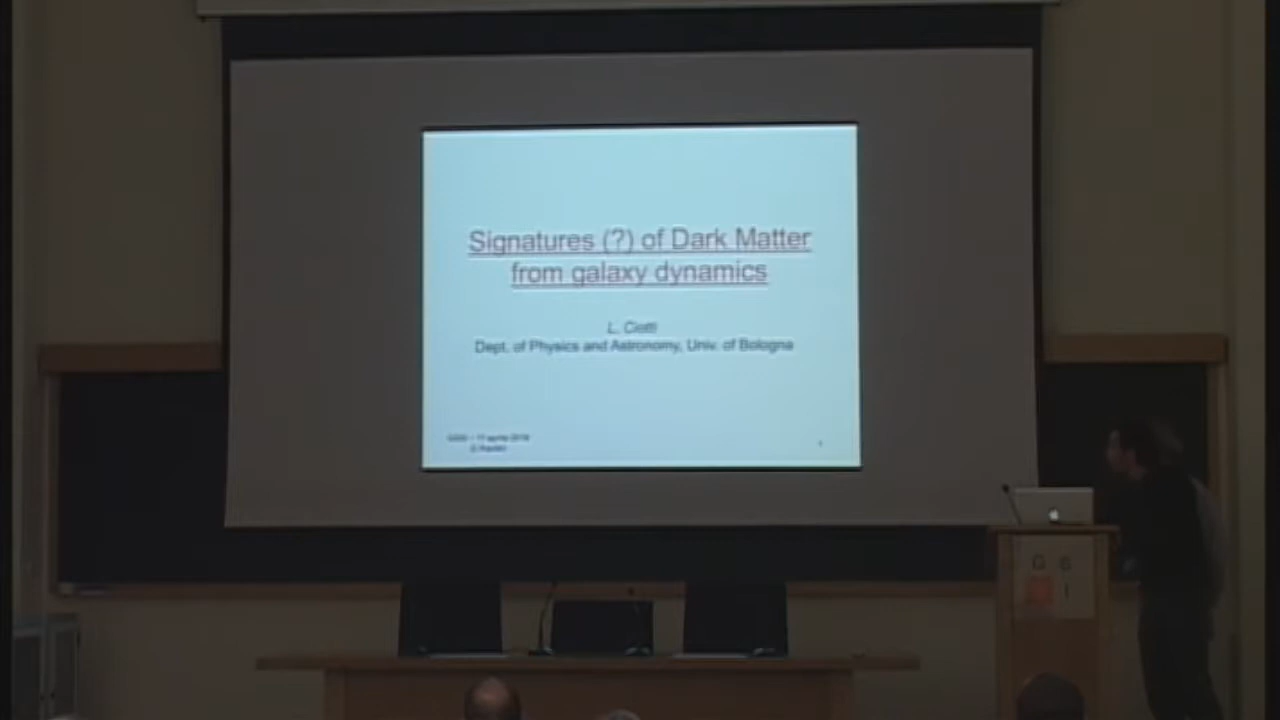 Signatures (?) of Dark Matter
from galaxy dynamics
L. Ciotti
Dept. of Physics and Astronomy, Univ. of Bologna
G S
I